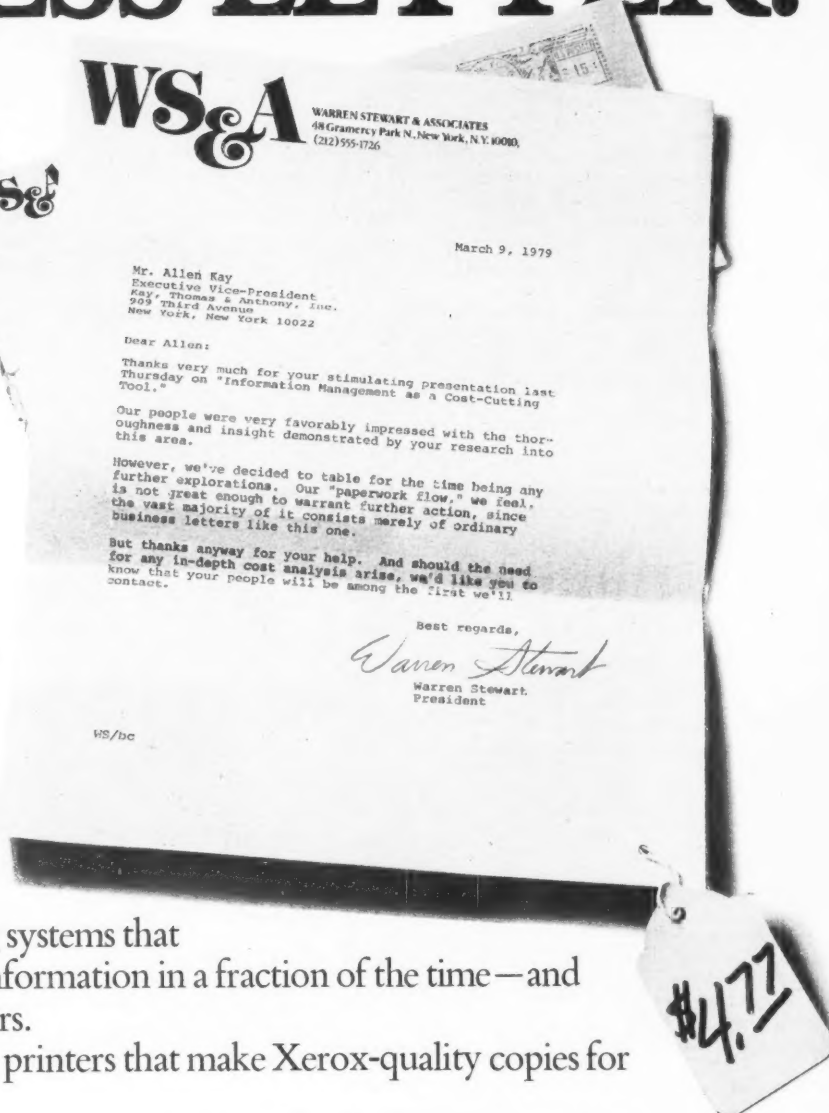 ESS LETTER.
15
WS&A
WARREN STEWART & ASSOCIATES
48 Gramercy Park N., New York, N.Y. 10010,
(212) 555-1726
S&A
March 9, 1979
Mr. Allen Kay
Executive Vice-President
Kay, Thomas & Anthony, Inc.
909 Third Avenue
New York, New York 10022
Dear Allen:
Thanks very much for your stimulating presentation last
Thursday on "Information Management as a Cost-Cutting
Tool."
Our people were very favorably impressed with the thor-
oughness and insight demonstrated by your research into
this area.
However, we've decided to table for the time being any
further explorations. Our "paperwork flow," we feel,
is not great enough to warrant further action, since
the vast majority of it consists merely of ordinary
business letters like this one.
But thanks anyway for your help. And should the need
for any in-depth cost analysis arise, we'd like you to
know that your people will be among the first we'll
contact.
Best regards,
Warren Stewart
Warren Stewart
President
WS/bc
$4.77
systems that
formation in a fraction of the time—and
rs.
printers that make Xerox-quality copies for